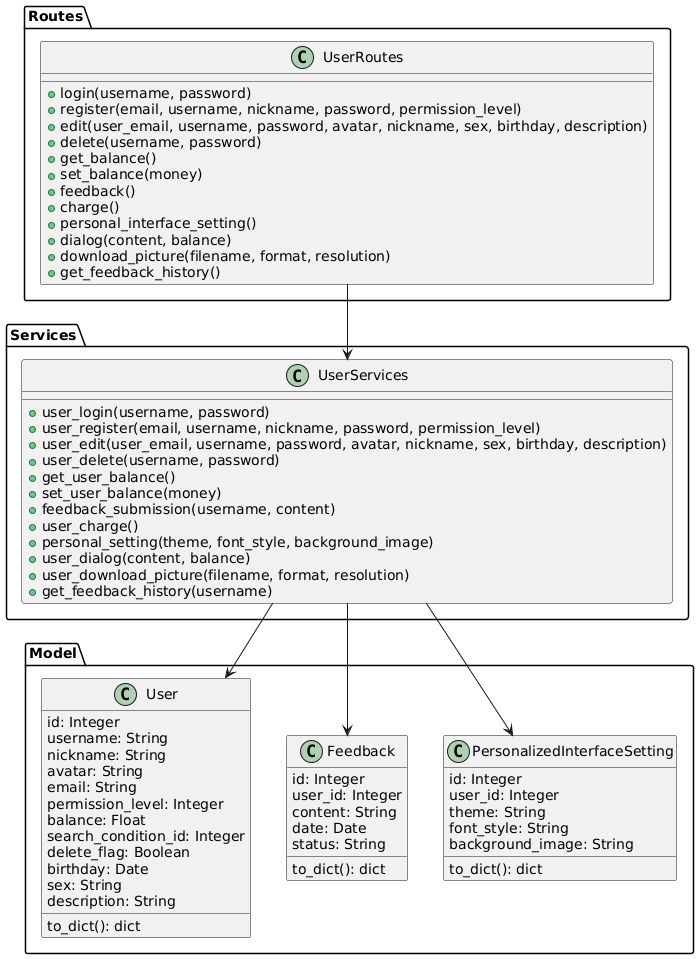 Routes
C UserRoutes
login(username, password)
register(email, username, nickname, password, permission_level)
edit(user_email, username, password, avatar, nickname, sex, birthday, description)
delete(username, password)
get_balance()
set_balance(money)
feedback()
charge()
personal_interface_setting()
dialog(content, balance)
download_picture(filename, format, resolution)
get_feedback_history()
Services
C UserServices
user_login(username, password)
user_register(email, username, nickname, password, permission_level)
user_edit(user_email, username, password, avatar, nickname, sex, birthday, description)
user_delete(username, password)
get_user_balance()
set_user_balance(money)
feedback_submission(username, content)
user_charge()
personal_setting(theme, font_style, background_image)
user_dialog(content, balance)
user_download_picture(filename, format, resolution)
get_feedback_history(username)
Model
C User
id: Integer
username: String
nickname: String
avatar: String
email: String
permission_level: Integer
balance: Float
search_condition_id: Integer
delete_flag: Boolean
birthday: Date
sex: String
description: String
to_dict(): dict
C Feedback
id: Integer
user_id: Integer
content: String
date: Date
status: String
to_dict(): dict
C PersonalizedInterfaceSetting
id: Integer
user_id: Integer
theme: String
font_style: String
background_image: String
to_dict(): dict